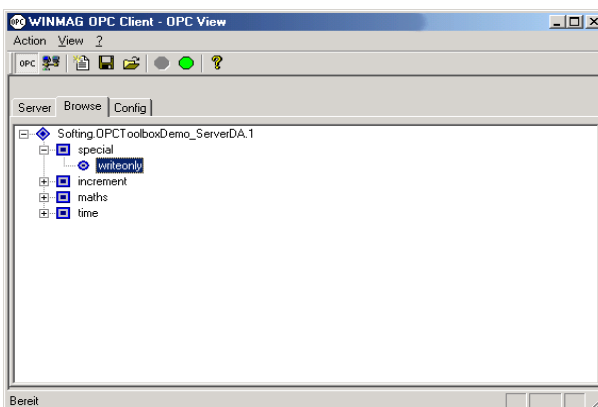 OPC WINMAG OPC Client - OPC View
Action View ?
OPC ?
Server Browse Config
Softing.OPCToolboxDemo_ServerDA.1
special
writeonly
increment
maths
time
Bereit